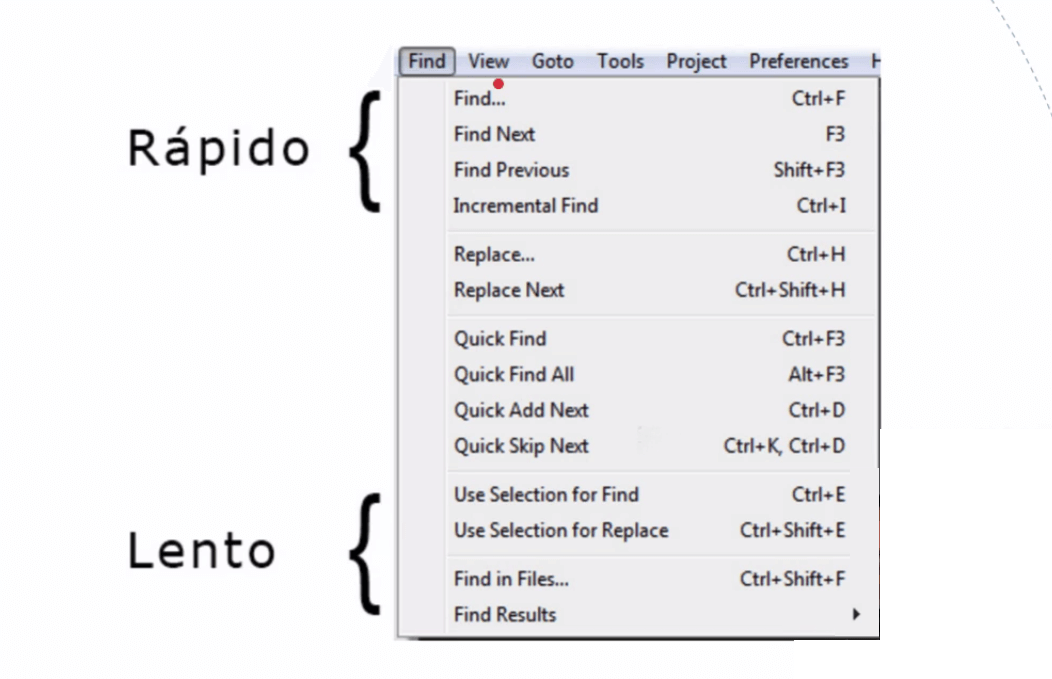 Find View Goto Tools Project Preferences
Find... Ctrl+F
Rápido
Find Next F3
Find Previous Shift+F3
Incremental Find Ctrl+I
Replace... Ctrl+H
Replace Next Ctrl+Shift+H
Quick Find Ctrl+F3
Quick Find All Alt+F3
Quick Add Next Ctrl+D
Quick Skip Next Ctrl+K, Ctrl+D
Use Selection for Find Ctrl+E
Use Selection for Replace Ctrl+Shift+E
Lento
Find in Files... Ctrl+Shift+F
Find Results